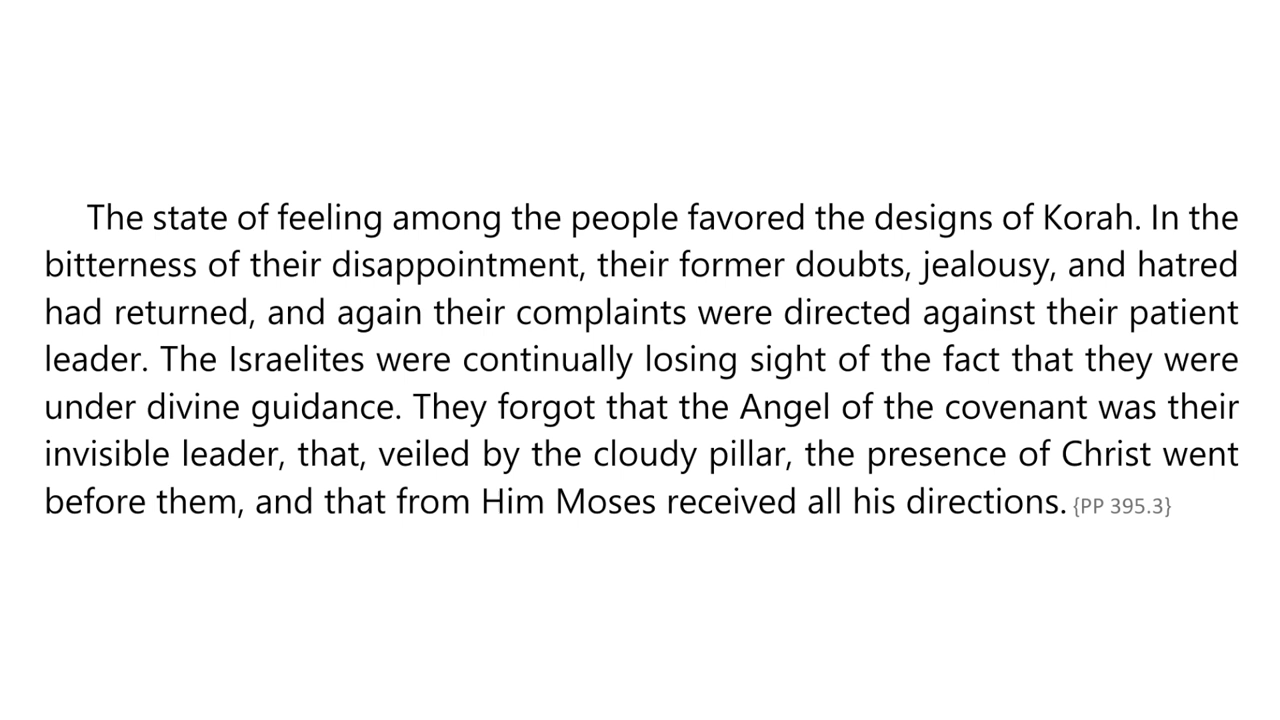 The state of feeling among the people favored the designs of Korah. In the
bitterness of their disappointment, their former doubts, jealousy, and hatred
had returned, and again their complaints were directed against their patient
leader. The Israelites were continually losing sight of the fact that they were
under divine guidance. They forgot that the Angel of the covenant was their
invisible leader, that, veiled by the cloudy pillar, the presence of Christ went
before them, and that from Him Moses received all his directions. {PP 395.3}